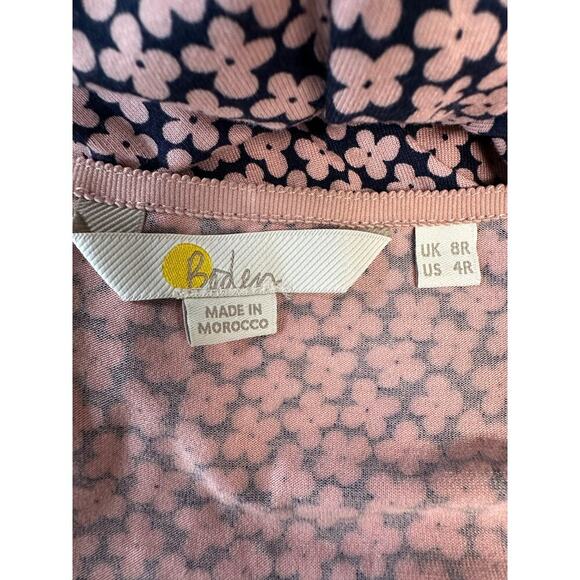 Boden
MADE IN
MOROCCO
UK 8R
US 4R